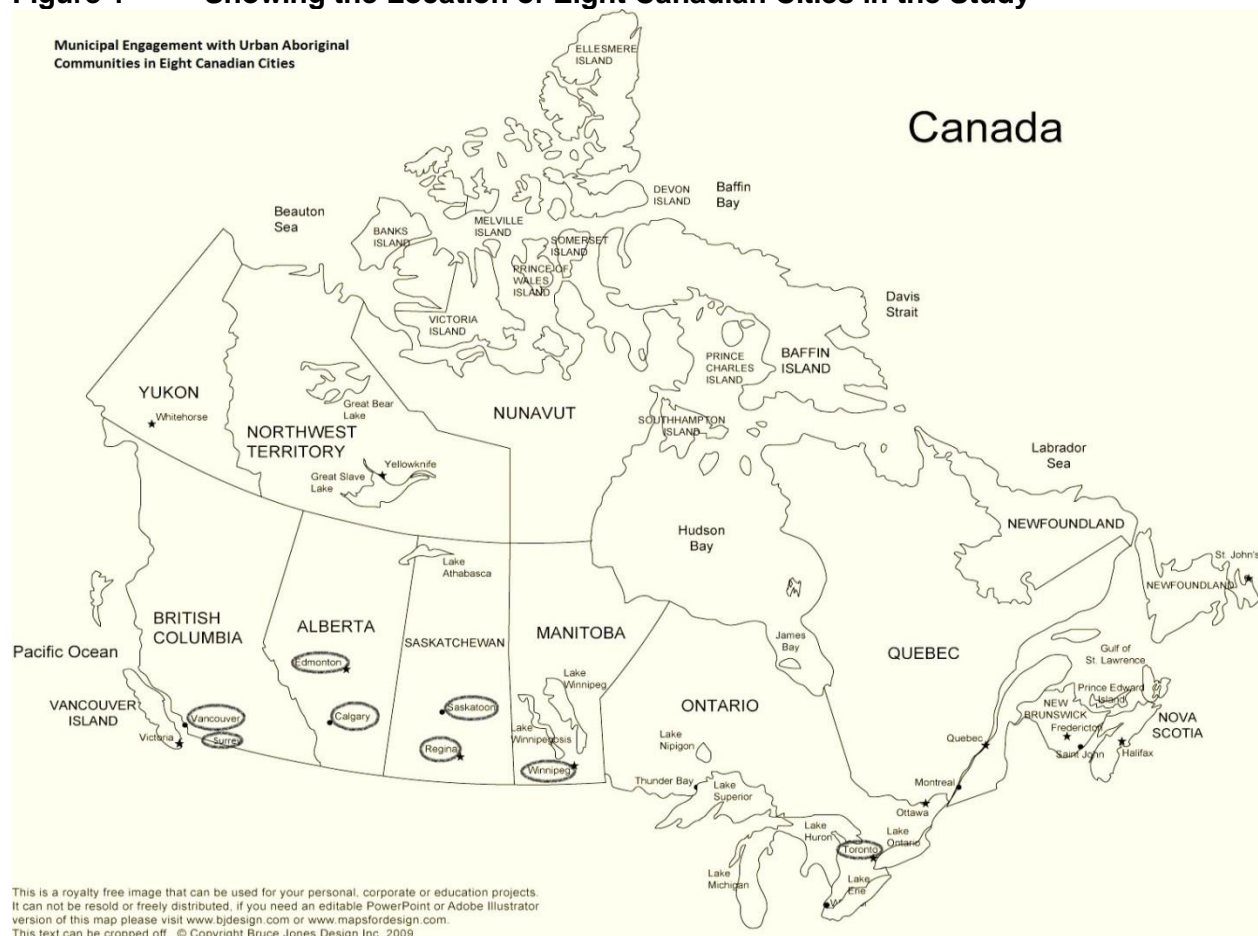 Figure 1 Showing the Location of Eight Canadian Cities in the Study
Municipal Engagement with Urban Aboriginal
Communities in Eight Canadian Cities
Canada
ELLESMERE
ISLAND
DEVON
ISLAND
Baffin
Bay
Beauton
Sea
BANKS
ISLAND
MELVILLE
ISLAND
SOMERSET
ISLAND
PRINCE OF
WALES
ISLAND
VICTORIA
ISLAND
Davis
Strait
PRINCE
CHARLES
ISLAND
BAFFIN
ISLAND
YUKON
Whitehorse
Great Bear
Lake
NORTHWEST
TERRITORY
NUNAVUT
SOUTHHAMPTON
ISLAND
Great Slave
Lake
Yellowknife
Labrador
Sea
Hudson
Bay
NEWFOUNDLAND
St. John's
NEWFOUNDLAND
Lake
Athabasca
BRITISH
COLUMBIA
ALBERTA
SASKATCHEWAN
MANITOBA
James
Bay
QUEBEC
Gulf of
St. Lawrence
Pacific Ocean
Edmonton
Lake
Winnipeg
Prince Edward
Island
VANCOUVER
ISLAND
Vancouver
Calgary
Saskatoon
ONTARIO
NEW
BRUNSWICK
Fredericton
NOVA
SCOTIA
Victoria
Surrey
Regina
Lake
Winnipegosis
Winnipeg
Lake
Nipigon
Quebec
Saint John
Halifax
Thunder Bay
Lake
Superior
Montreal
Ottawa
Lake
Huron
Lake
Ontario
Toronto
Lake
Michigan
Lake
Erie
This is a royalty free image that can be used for your personal, corporate or education projects.
It can not be resold or freely distributed, if you need an editable PowerPoint or Adobe Illustrator
version of this map please visit www.bjdesign.com or www.mapsfordesign.com.
This text can be cropped off. © Copyright Bruce Jones Design Inc. 2009